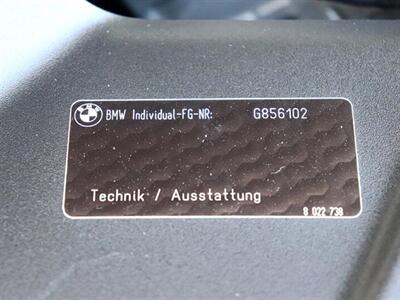 BMW Individual-FG-NR: G856102
Technik / Ausstattung
8 022 738